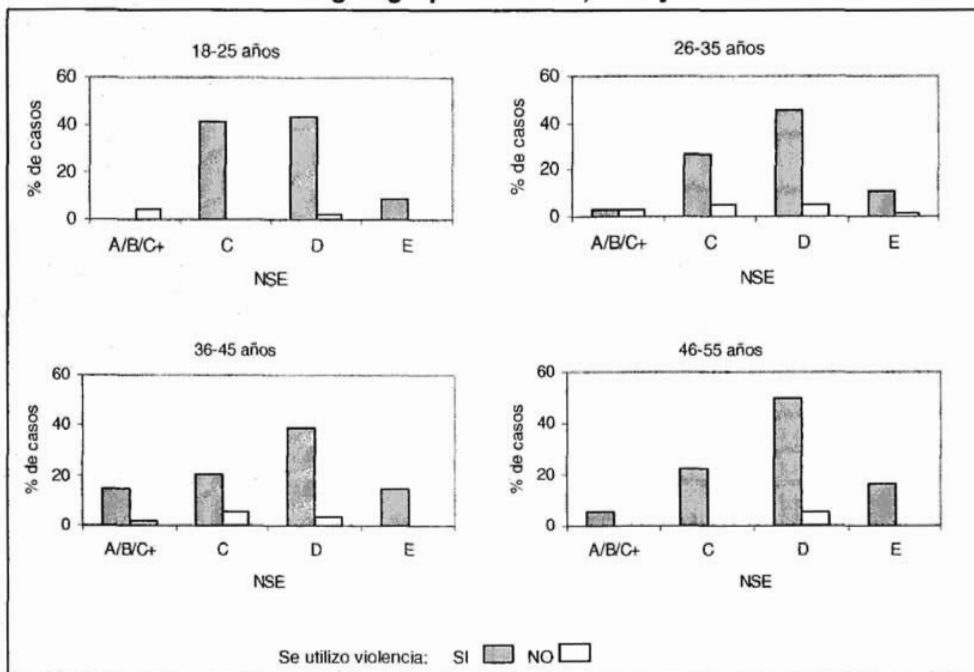 18-25 años
60
40
20
0
% de casos
A/B/C+ C D E
NSE
26-35 años
60
40
20
0
% de casos
A/B/C+ C D E
NSE
36-45 años
60
40
20
0
% de casos
A/B/C+ C D E
NSE
46-55 años
60
40
20
0
% de casos
A/B/C+ C D E
NSE
Se utilizo violencia: SI NO